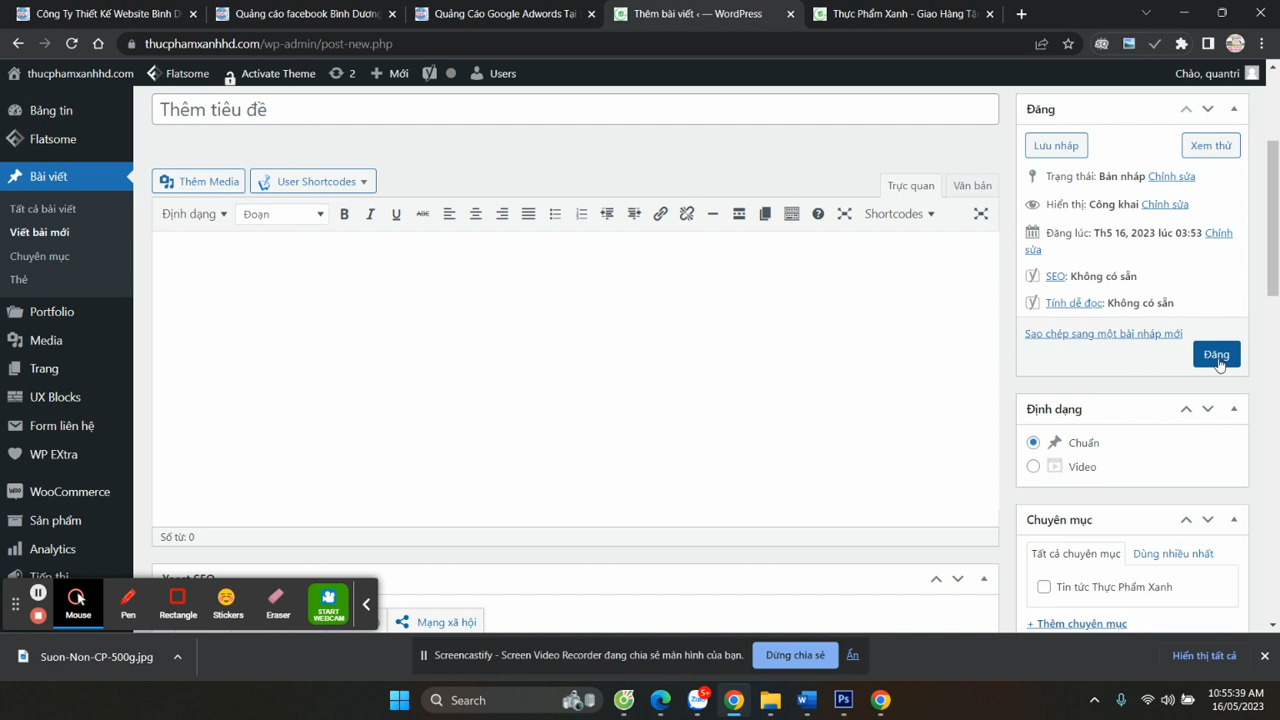 Công Ty Thiết Kế Website Bình D
Quảng cáo facebook Bình Dương
Quảng Cáo Google Adwords Tại
Thêm bài viết ‹ — WordPress
Thực Phẩm Xanh - Giao Hàng Tậ
thucphamxanhhd.com/wp-admin/post-new.php
thucphamxanhhd.com
Flatsome
Activate Theme
2
Mới
Users
Chào, quantri
Bảng tin
Flatsome
Bài viết
Tất cả bài viết
Viết bài mới
Chuyên mục
Thẻ
Portfolio
Media
Trang
UX Blocks
Form liên hệ
WP EXtra
WooCommerce
Sản phẩm
Analytics
Tiếp thị
Thêm tiêu đề
Thêm Media
User Shortcodes
Trực quan
Văn bản
Định dạng
Đoạn
B I U ABC
Shortcodes
Số từ: 0
Yoast SEO
Mạng xã hội
Đăng
Lưu nháp
Xem thử
Trạng thái: Bản nháp Chỉnh sửa
Hiển thị: Công khai Chỉnh sửa
Đăng lúc: Th5 16, 2023 lúc 03:53 Chỉnh
sửa
SEO: Không có sẵn
Tính dễ đọc: Không có sẵn
Sao chép sang một bài nháp mới
Đăng
Định dạng
Chuẩn
Video
Chuyên mục
Tất cả chuyên mục
Dùng nhiều nhất
Tin tức Thực Phẩm Xanh
+ Thêm chuyên mục
Mouse
Pen
Rectangle
Stickers
Eraser
START
WEBCAM
Suon-Non-CP-500g.jpg
Screencastify - Screen Video Recorder đang chia sẻ màn hình của bạn.
Dừng chia sẻ
Ẩn
Hiển thị tất cả
Search
5+
10:55:39 AM
16/05/2023